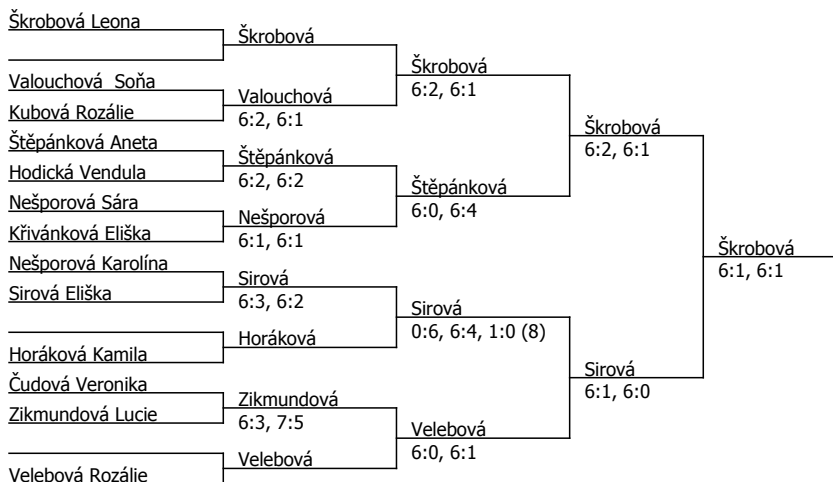 Škrobová Leona
Valouchová  Soňa
Kubová Rozálie
Štěpánková Aneta
Hodická Vendula
Nešporová Sára
Křivánková Eliška
Nešporová Karolína
Sirová Eliška
Horáková Kamila
Čudová Veronika
Zikmundová Lucie
Velebová Rozálie
Škrobová
Valouchová
6:2, 6:1
Štěpánková
6:2, 6:2
Nešporová
6:1, 6:1
Sirová
6:3, 6:2
Horáková
Zikmundová
6:3, 7:5
Velebová
Škrobová
6:2, 6:1
Štěpánková
6:0, 6:4
Sirová
0:6, 6:4, 1:0 (8)
Velebová
6:0, 6:1
Škrobová
6:2, 6:1
Sirová
6:1, 6:0
Škrobová
6:1, 6:1